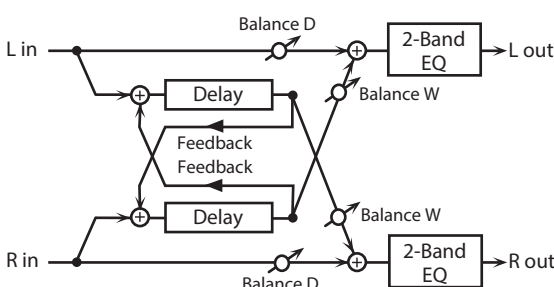 Balance D
L in
2-Band
EQ
L out
Delay
Balance W
Feedback
Feedback
Delay
Balance W
R in
2-Band
EQ
R out
Balance D